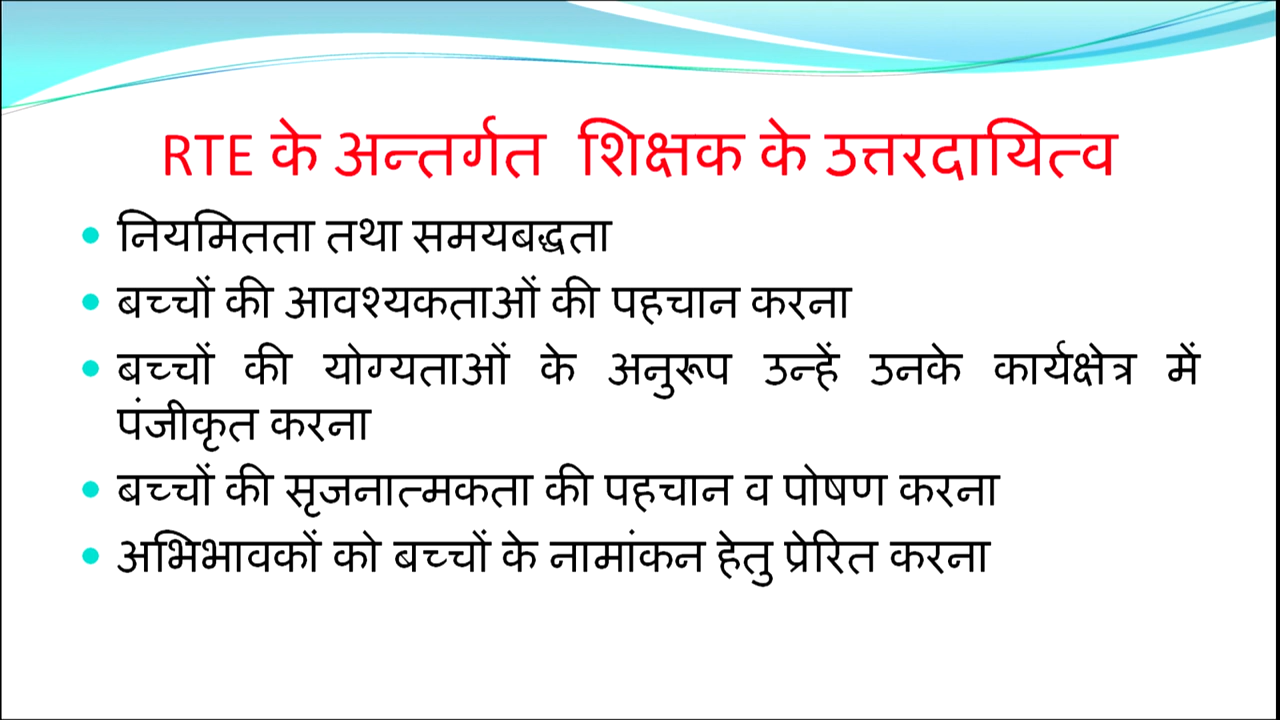 RTE के अन्तर्गत शिक्षक के उत्तरदायित्व
नियमितता तथा समयबद्धता
बच्चों की आवश्यकताओं की पहचान करना
बच्चों की योग्यताओं के अनुरूप उन्हें उनके कार्यक्षेत्र में
पंजीकृत करना
बच्चों की सृजनात्मकता की पहचान व पोषण करना
अभिभावकों को बच्चों के नामांकन हेतु प्रेरित करना